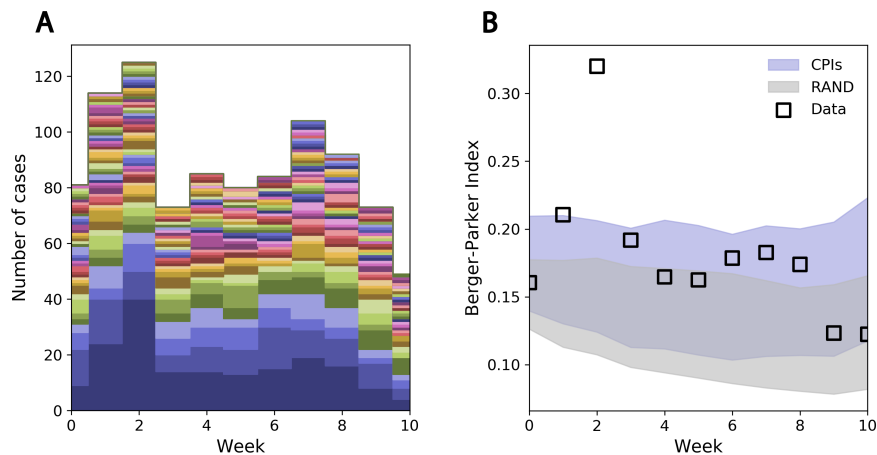 A
B
Number of cases
120
100
80
60
40
20
0
0 2 4 6 8 10
Week
Berger-Parker Index
0.30
0.25
0.20
0.15
0.10
CPIs
RAND
Data
0 2 4 6 8 10
Week